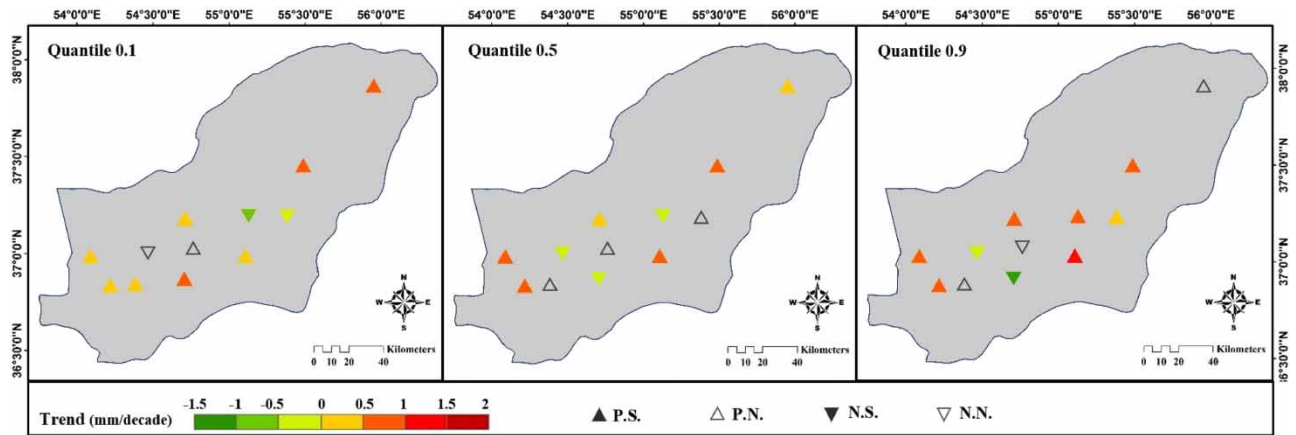 54°0'0"E 54°30'0"E 55°0'0"E 55°30'0"E 56°0'0"E 54°0'0"E 54°30'0"E 55°0'0"E 55°30'0"E 56°0'0"E 54°0'0"E 54°30'0"E 55°0'0"E 55°30'0"E 56°0'0"E
Quantile 0.1 Quantile 0.5 Quantile 0.9
38°0'0"N 38°0'0"N
37°30'0"N 37°30'0"N
37°0'0"N 37°0'0"N
36°30'0"N 36°30'0"N
N N N
W E W E W E
S S S
Kilometers Kilometers Kilometers
0 10 20 40 0 10 20 40 0 10 20 40
-1.5 -1 -0.5 0 0.5 1 1.5 2
Trend (mm/decade) P.S. P.N. N.S. N.N.